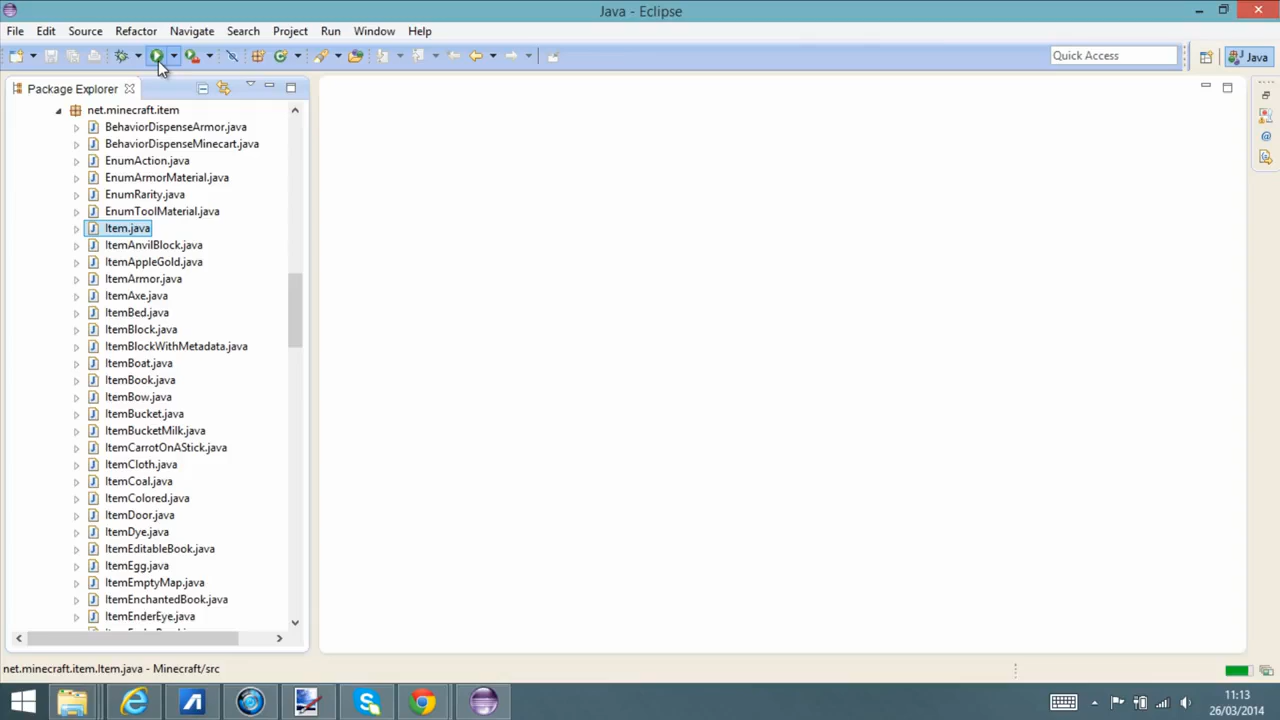 Java - Eclipse
File Edit Source Refactor Navigate Search Project Run Window Help
Quick Access
Java
Package Explorer
net.minecraft.item
BehaviorDispenseArmor.java
BehaviorDispenseMinecart.java
EnumAction.java
EnumArmorMaterial.java
EnumRarity.java
EnumToolMaterial.java
Item.java
ItemAnvilBlock.java
ItemAppleGold.java
ItemArmor.java
ItemAxe.java
ItemBed.java
ItemBlock.java
ItemBlockWithMetadata.java
ItemBoat.java
ItemBook.java
ItemBow.java
ItemBucket.java
ItemBucketMilk.java
ItemCarrotOnAStick.java
ItemCloth.java
ItemCoal.java
ItemColored.java
ItemDoor.java
ItemDye.java
ItemEditableBook.java
ItemEgg.java
ItemEmptyMap.java
ItemEnchantedBook.java
ItemEnderEye.java
net.minecraft.item.Item.java - Minecraft/src
11:13
26/03/2014